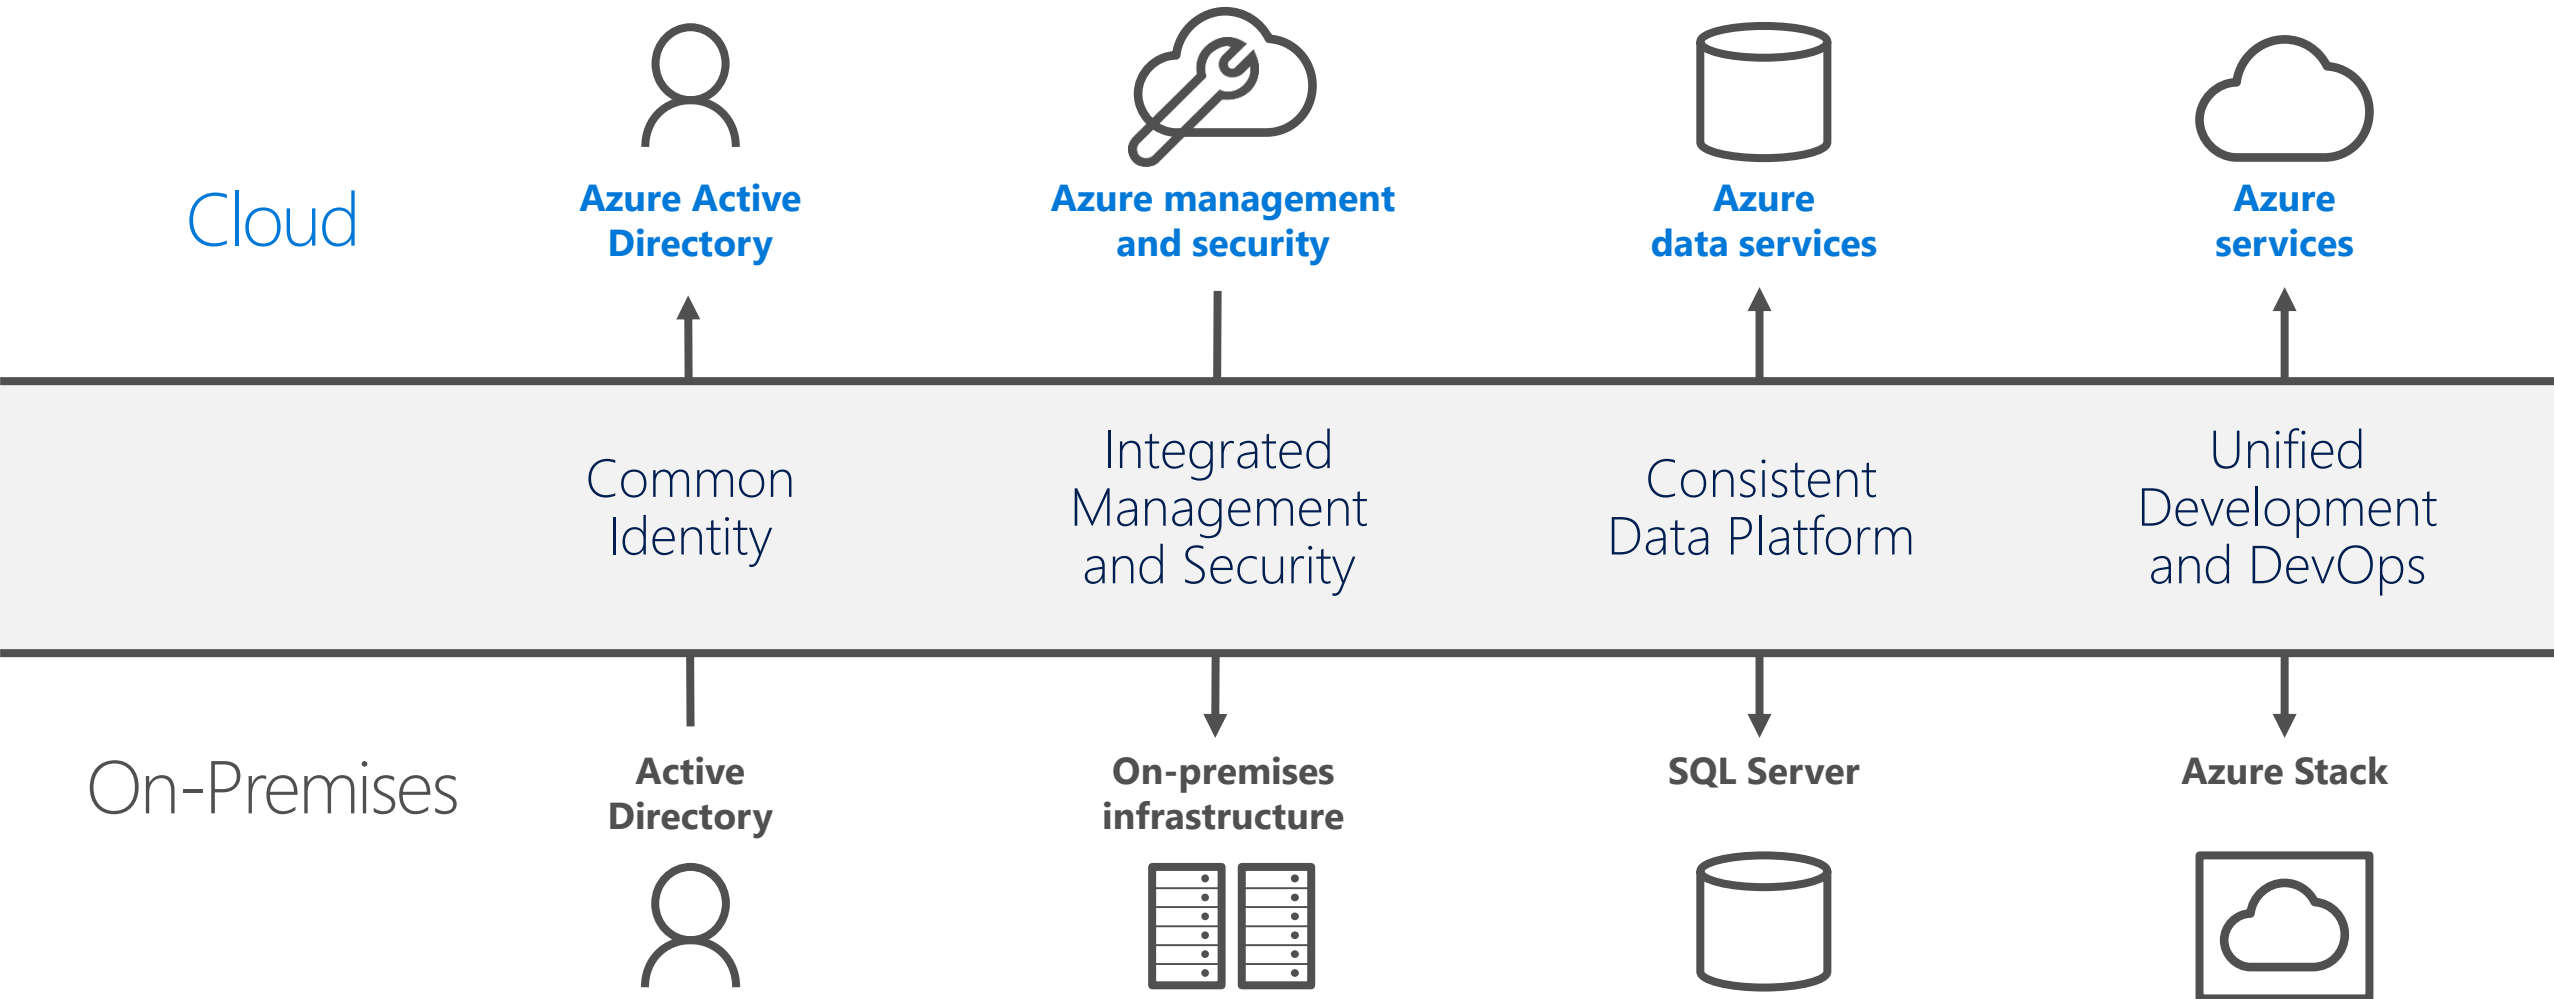 Cloud
Azure Active
Directory
Azure management
and security
Azure
data services
Azure
services
Common
Identity
Integrated
Management
and Security
Consistent
Data Platform
Unified
Development
and DevOps
On-Premises
Active
Directory
On-premises
infrastructure
SQL Server
Azure Stack